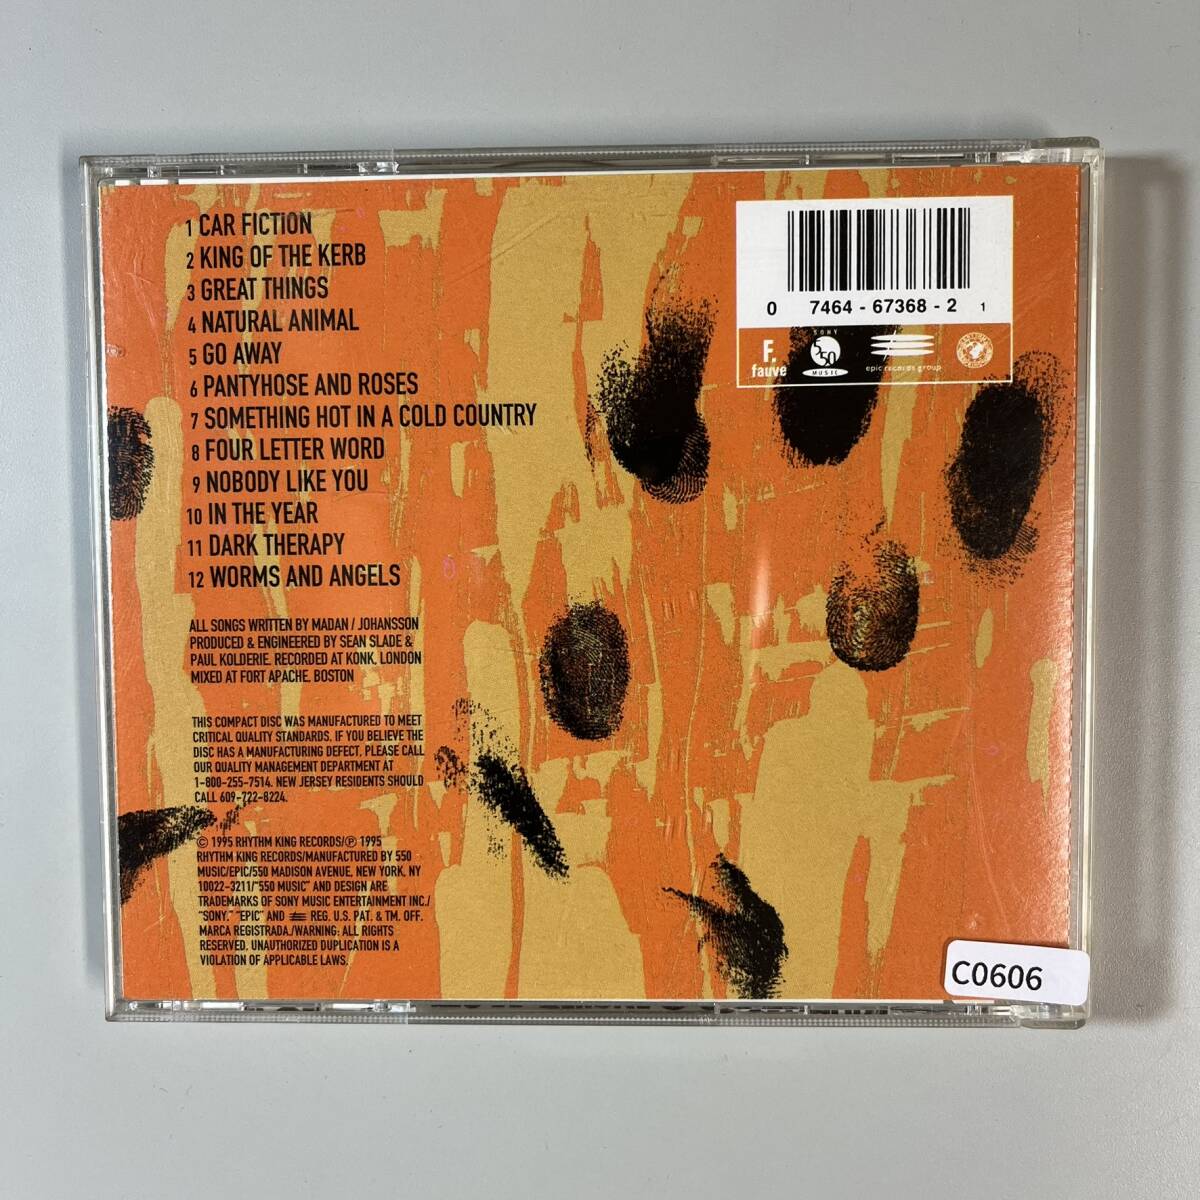 1 CAR FICTION
2 KING OF THE KERB
3 GREAT THINGS
4 NATURAL ANIMAL
5 GO AWAY
6 PANTYHOSE AND ROSES
7 SOMETHING HOT IN A COLD COUNTRY
8 FOUR LETTER WORD
9 NOBODY LIKE YOU
10 IN THE YEAR
11 DARK THERAPY
12 WORMS AND ANGELS
ALL SONGS WRITTEN BY MADAN / JOHANSSON
PRODUCED & ENGINEERED BY SEAN SLADE &
PAUL KOLDERIE. RECORDED AT KONK, LONDON
MIXED AT FORT APACHE, BOSTON
THIS COMPACT DISC WAS MANUFACTURED TO MEET
CRITICAL QUALITY STANDARDS. IF YOU BELIEVE THE
DISC HAS A MANUFACTURING DEFECT, PLEASE CALL
OUR QUALITY MANAGEMENT DEPARTMENT AT
1-800-255-7514. NEW JERSEY RESIDENTS SHOULD
CALL 609-722-8224.
© 1995 RHYTHM KING RECORDS/℗ 1995
RHYTHM KING RECORDS/MANUFACTURED BY 550
MUSIC/EPIC/550 MADISON AVENUE, NEW YORK, NY
10022-3211/"550 MUSIC" AND DESIGN ARE
TRADEMARKS OF SONY MUSIC ENTERTAINMENT INC./
"SONY," "EPIC" AND REG. U.S. PAT. & TM. OFF.
MARCA REGISTRADA./WARNING: ALL RIGHTS
RESERVED. UNAUTHORIZED DUPLICATION IS A
VIOLATION OF APPLICABLE LAWS.
0 7464-67368-2 1
F. fauve
SONY 550 MUSIC
epic records group
C0606